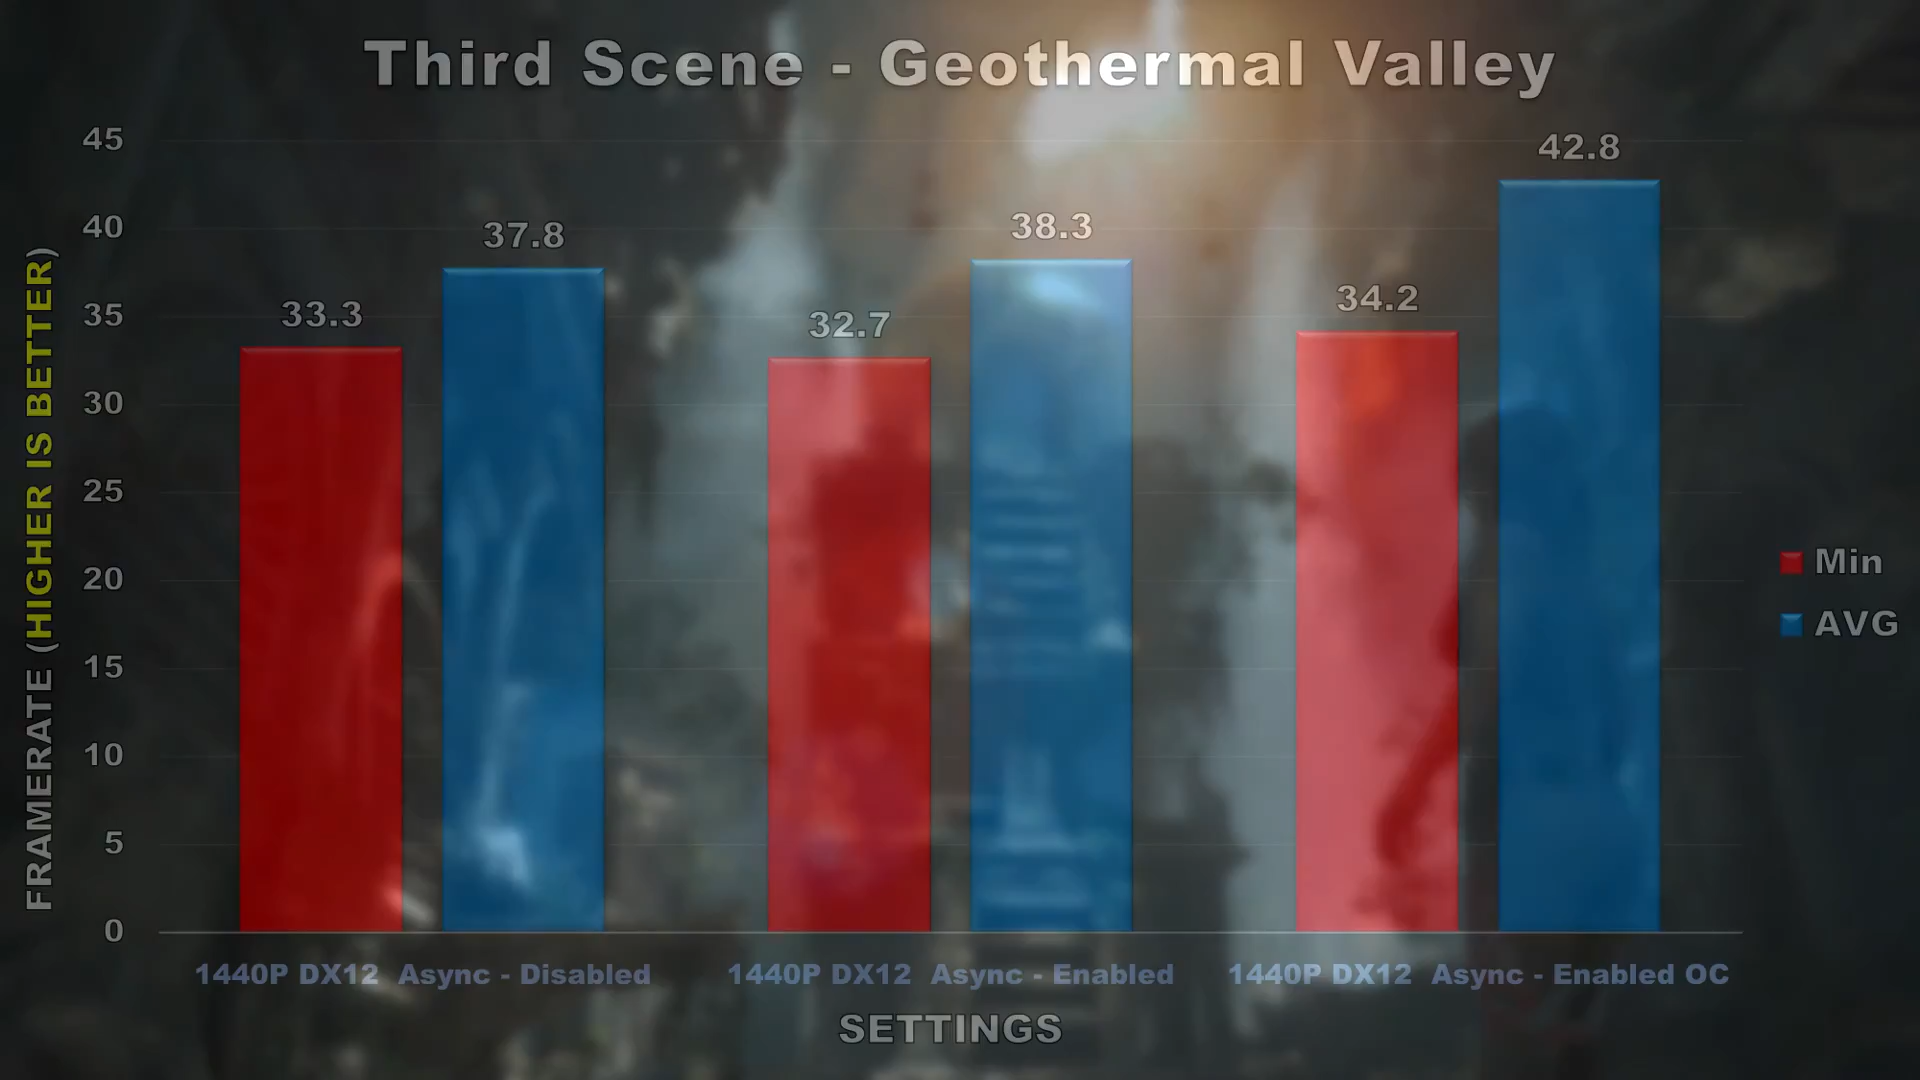 Third Scene - Geothermal Valley
FRAMERATE (HIGHER IS BETTER)
45
40
35
30
25
20
15
10
5
0
33.3
37.8
32.7
38.3
34.2
42.8
Min
AVG
1440P DX12 Async - Disabled
1440P DX12 Async - Enabled
1440P DX12 Async - Enabled OC
SETTINGS